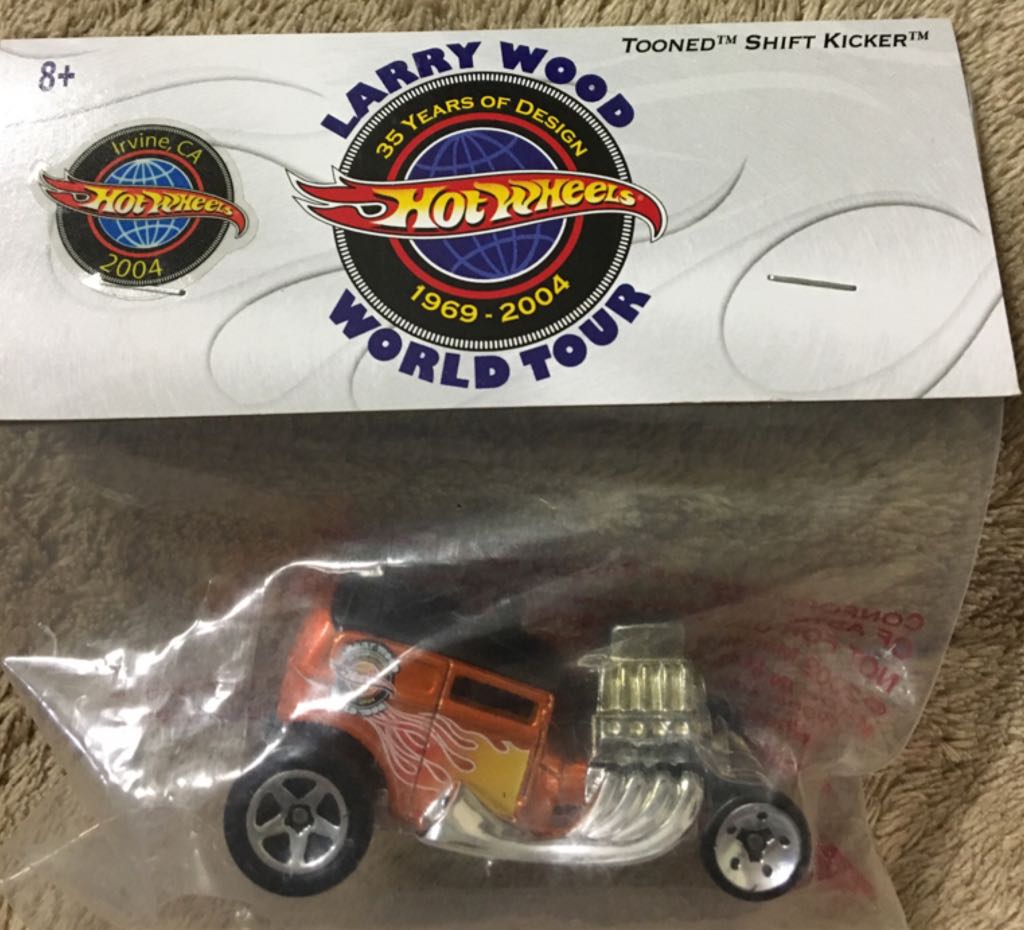 8+
TOONED™ SHIFT KICKER™
LARRY WOOD
35 YEARS OF DESIGN
HOT WHEELS®
1969 - 2004
WORLD TOUR
Irvine, CA
HOT WHEELS
2004